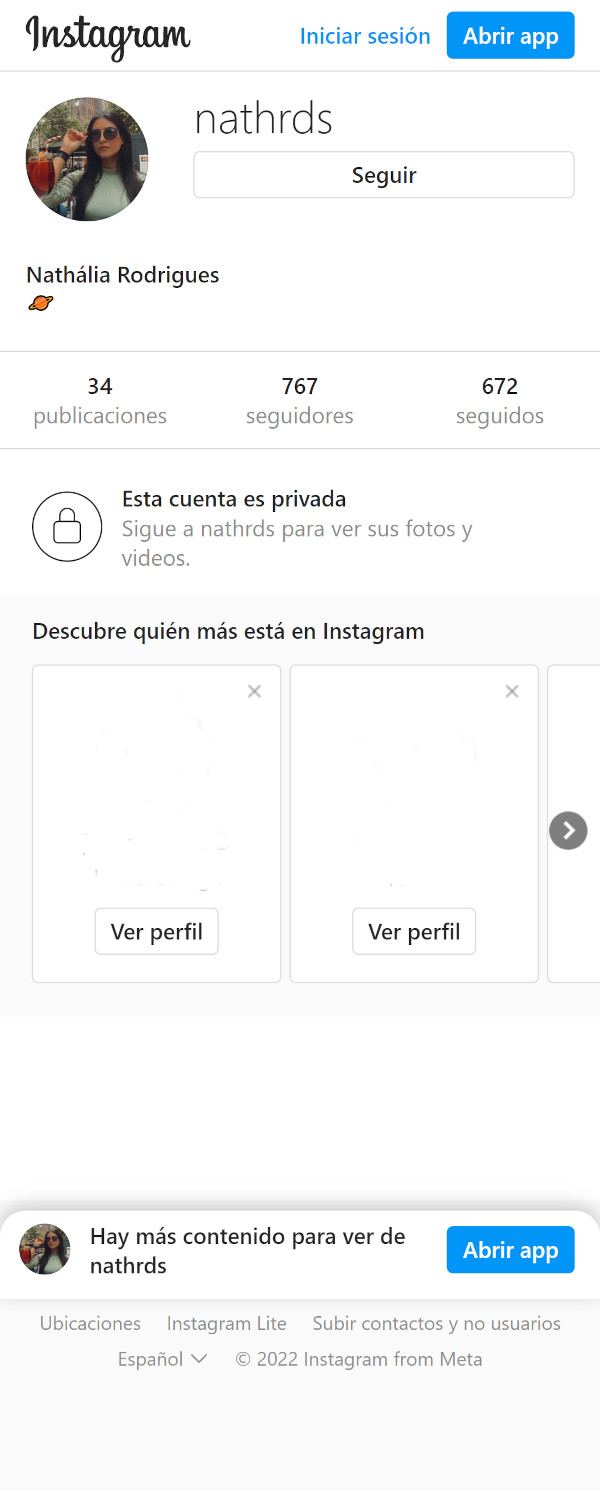 Instagram
Iniciar sesión
Abrir app
nathrds
Seguir
Nathália Rodrigues
🪐
34
publicaciones
767
seguidores
672
seguidos
Esta cuenta es privada
Sigue a nathrds para ver sus fotos y
videos.
Descubre quién más está en Instagram
Ver perfil
Ver perfil
Hay más contenido para ver de
nathrds
Abrir app
Ubicaciones
Instagram Lite
Subir contactos y no usuarios
Español
© 2022 Instagram from Meta